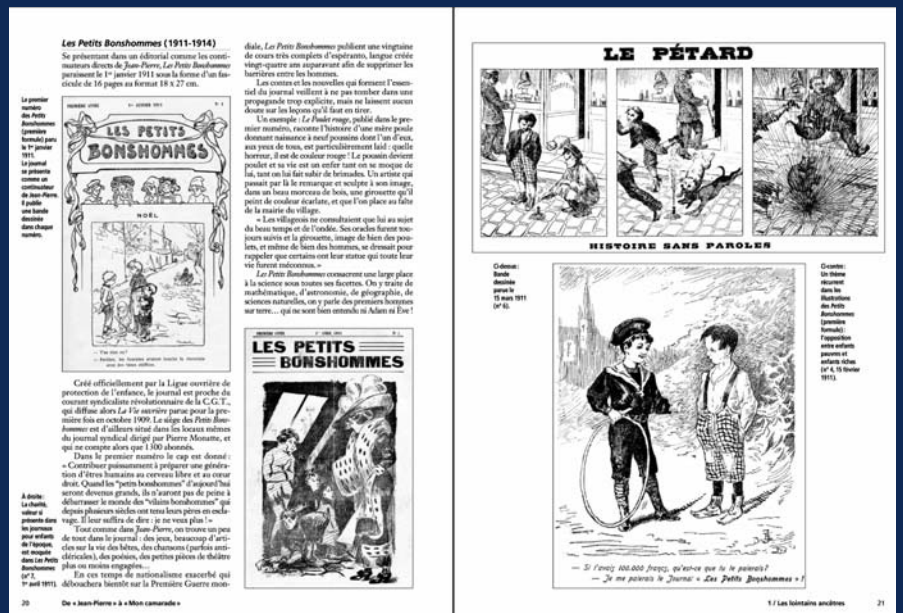 Les Petits Bonshommes (1911-1914)
Se présentant dans un éditorial comme les conti-
nuateurs directs de Jean-Pierre, Les Petits Bonshommes
paraissent le 1er janvier 1911 sous la forme d'un fas-
cicule de 16 pages au format 18 x 27 cm.
Le premier
numéro
des Petits
Bonshommes
(première
formule) paru
le 1er janvier
1911.
Le journal
se présente
comme un
continuateur
de Jean-Pierre.
Il publie
une bande
dessinée
dans chaque
numéro.
PREMIÈRE ANNÉE
1er JANVIER 1911
N° 1
LES PETITS
BONSHOMMES
NOËL
Créé officiellement par la Ligue ouvrière de
protection de l'enfance, le journal est proche du
courant syndicaliste révolutionnaire de la C.G.T.,
qui diffuse alors La Vie ouvrière parue pour la pre-
mière fois en octobre 1909. Le siège des Petits Bons-
hommes est d'ailleurs situé dans les locaux mêmes
du journal syndical dirigé par Pierre Monatte, et
qui ne compte alors que 1 300 abonnés.
Dans le premier numéro le cap est donné :
« Contribuer puissamment à préparer une généra-
tion d'êtres humains au cerveau libre et au cœur
droit. Quand les "petits bonshommes" d'aujourd'hui
seront devenus grands, ils n'auront pas de peine à
débarrasser le monde des "vilains bonshommes" qui
depuis plusieurs siècles ont tenu leurs pères en escla-
vage. Il leur suffira de dire : je ne veux plus ! »
Tout comme dans Jean-Pierre, on trouve un peu
de tout dans le journal : des jeux, beaucoup d'arti-
cles sur la vie des bêtes, des chansons (parfois anti-
cléricales), des poésies, des petites pièces de théâtre
plus ou moins engagées…
En ces temps de nationalisme exacerbé qui
débouchera bientôt sur la Première Guerre mon-
À droite :
La charité,
valeur si
présente dans
les journaux
pour enfants
de l'époque,
est moquée
dans Les Petits
Bonshommes
(n° 7,
1er avril 1911).
20
De « Jean-Pierre » à « Mon camarade »
diale, Les Petits Bonshommes publient une vingtaine
de cours très complets d'espéranto, langue créée
vingt-quatre ans auparavant afin de supprimer les
barrières entre les hommes.
Les contes et les nouvelles qui forment l'essen-
tiel du journal veillent à ne pas tomber dans une
propagande trop explicite, mais ne laissent aucun
doute sur les leçons qu'il faut en tirer.
Un exemple : Le Poulet rouge, publié dans le pre-
mier numéro, raconte l'histoire d'une mère poule
donnant naissance à neuf poussins dont l'un d'eux,
aux yeux de tous, est particulièrement laid : quelle
horreur, il est de couleur rouge ! Le poussin devient
poulet et sa vie est un enfer tant on se moque de
lui, tant on lui fait subir de brimades. Un artiste qui
passait par là le remarque et sculpte à son image,
dans un beau morceau de bois, une girouette qu'il
peint de couleur écarlate, et que l'on place au faîte
de la mairie du village.
« Les villageois ne consultaient que lui au sujet
du beau temps et de l'ondée. Ses oracles furent tou-
jours suivis et la girouette, image de bien des pou-
lets, et même de bien des hommes, se dressait pour
rappeler que certains ont leur statue qui toute leur
vie furent méconnus. »
Les Petits Bonshommes consacrent une large place
à la science sous toutes ses facettes. On y traite de
mathématique, d'astronomie, de géographie, de
sciences naturelles, on y parle des premiers hommes
sur terre… qui ne sont bien entendu ni Adam ni Ève !
PREMIÈRE ANNÉE
1er AVRIL 1911
LES PETITS
BONSHOMMES
LE PÉTARD
HISTOIRE SANS PAROLES
Ci-dessus :
Bande
dessinée
parue le
15 mars 1911
(n° 6).
Ci-contre :
Un thème
récurrent
dans les
illustrations
des Petits
Bonshommes
(première
formule) :
l'opposition
entre enfants
pauvres et
enfants riches
(n° 4, 15 février
1911).
— Si t'avais 100.000 francs, qu'est-ce que tu te paierais ?
— Je me paierais le Journal « Les Petits Bonshommes » !
1 / Les lointains ancêtres
21